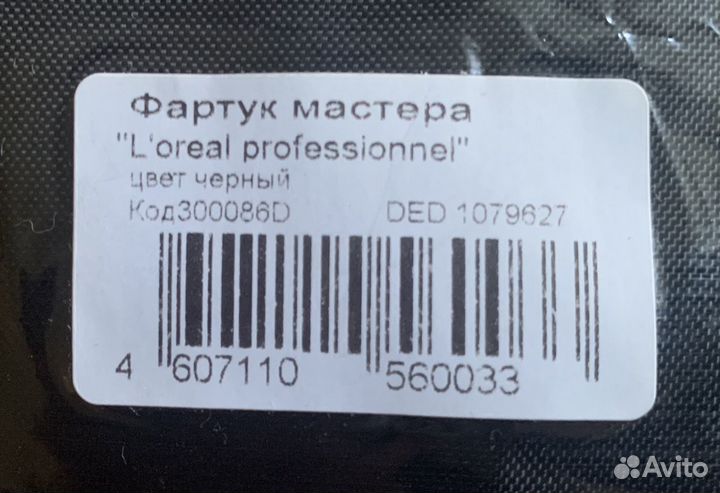 Фартук мастера
"L'oreal professionnel"
цвет черный
Код300086D DED 1079627
4 607110 560033
Avito